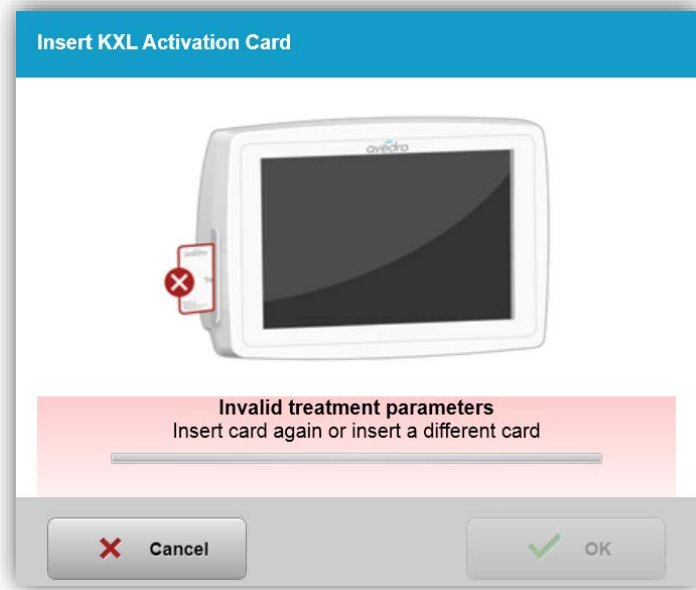 Insert KXL Activation Card
avedro
Invalid treatment parameters
Insert card again or insert a different card
Cancel
OK